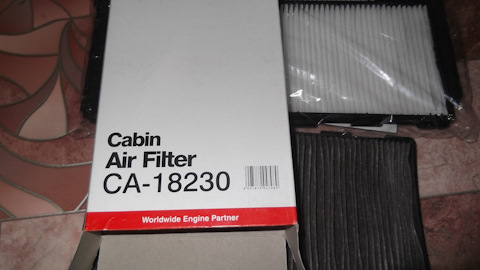 Cabin
Air Filter
CA-18230
Worldwide Engine Partner